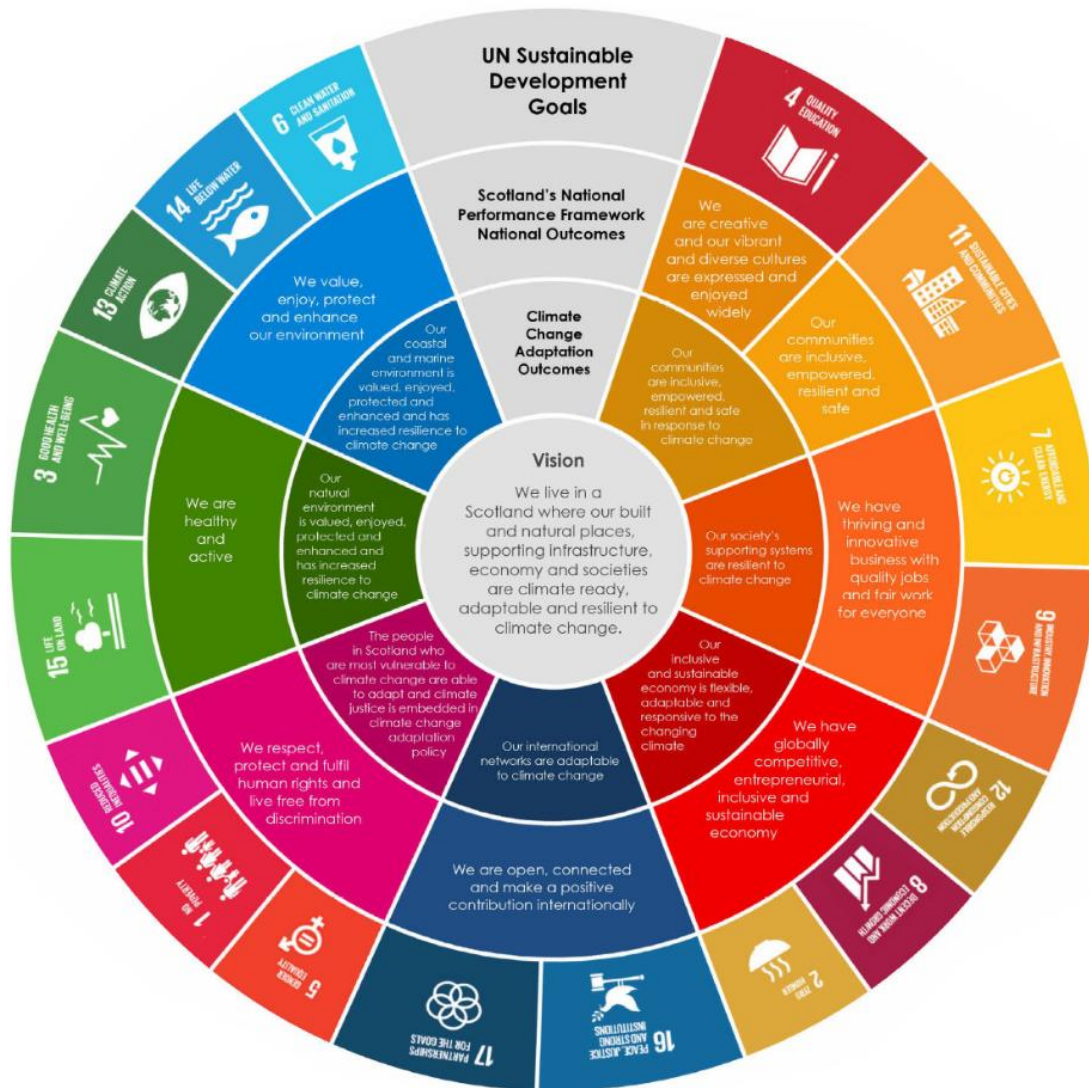 UN Sustainable
Development
Goals
Scotland's National
Performance Framework
National Outcomes
Climate
Change
Adaptation
Outcomes
Vision
We live in a
Scotland where our built
and natural places,
supporting infrastructure,
economy and societies
are climate ready,
adaptable and resilient to
climate change.
4 QUALITY
EDUCATION
11 SUSTAINABLE CITIES
AND COMMUNITIES
7 AFFORDABLE AND
CLEAN ENERGY
9 INDUSTRY, INNOVATION
AND INFRASTRUCTURE
12 RESPONSIBLE
CONSUMPTION
AND PRODUCTION
8 DECENT WORK AND
ECONOMIC GROWTH
2 ZERO
HUNGER
16 PEACE, JUSTICE
AND STRONG
INSTITUTIONS
17 PARTNERSHIPS
FOR THE GOALS
5 GENDER
EQUALITY
1 NO
POVERTY
10 REDUCED
INEQUALITIES
15 LIFE
ON LAND
3 GOOD HEALTH
AND WELL-BEING
13 CLIMATE
ACTION
14 LIFE
BELOW WATER
6 CLEAN WATER
AND SANITATION
We
are creative
and our vibrant
and diverse cultures
are expressed and
enjoyed
widely
Our
communities
are inclusive,
empowered,
resilient and
safe
We have
thriving and
innovative
business with
quality jobs
and fair work
for everyone
We have
globally
competitive,
entrepreneurial,
inclusive and
sustainable
economy
We are open, connected
and make a positive
contribution internationally
We respect,
protect and fulfil
human rights and
live free from
discrimination
We are
healthy
and
active
We value,
enjoy, protect
and enhance
our environment
Our
communities
are inclusive,
empowered,
resilient and safe
in response to
climate change
Our society's
supporting systems
are resilient to
climate change
Our
inclusive
and sustainable
economy is flexible,
adaptable and
responsive to the
changing
climate
Our international
networks are adaptable
to climate change
The people
in Scotland who
are most vulnerable to
climate change are able
to adapt and climate
justice is embedded in
climate change
adaptation
policy
Our
natural
environment
is valued, enjoyed,
protected and
enhanced and
has increased
resilience to
climate change
Our
coastal
and marine
environment is
valued, enjoyed,
protected and
enhanced and has
increased resilience to
climate change